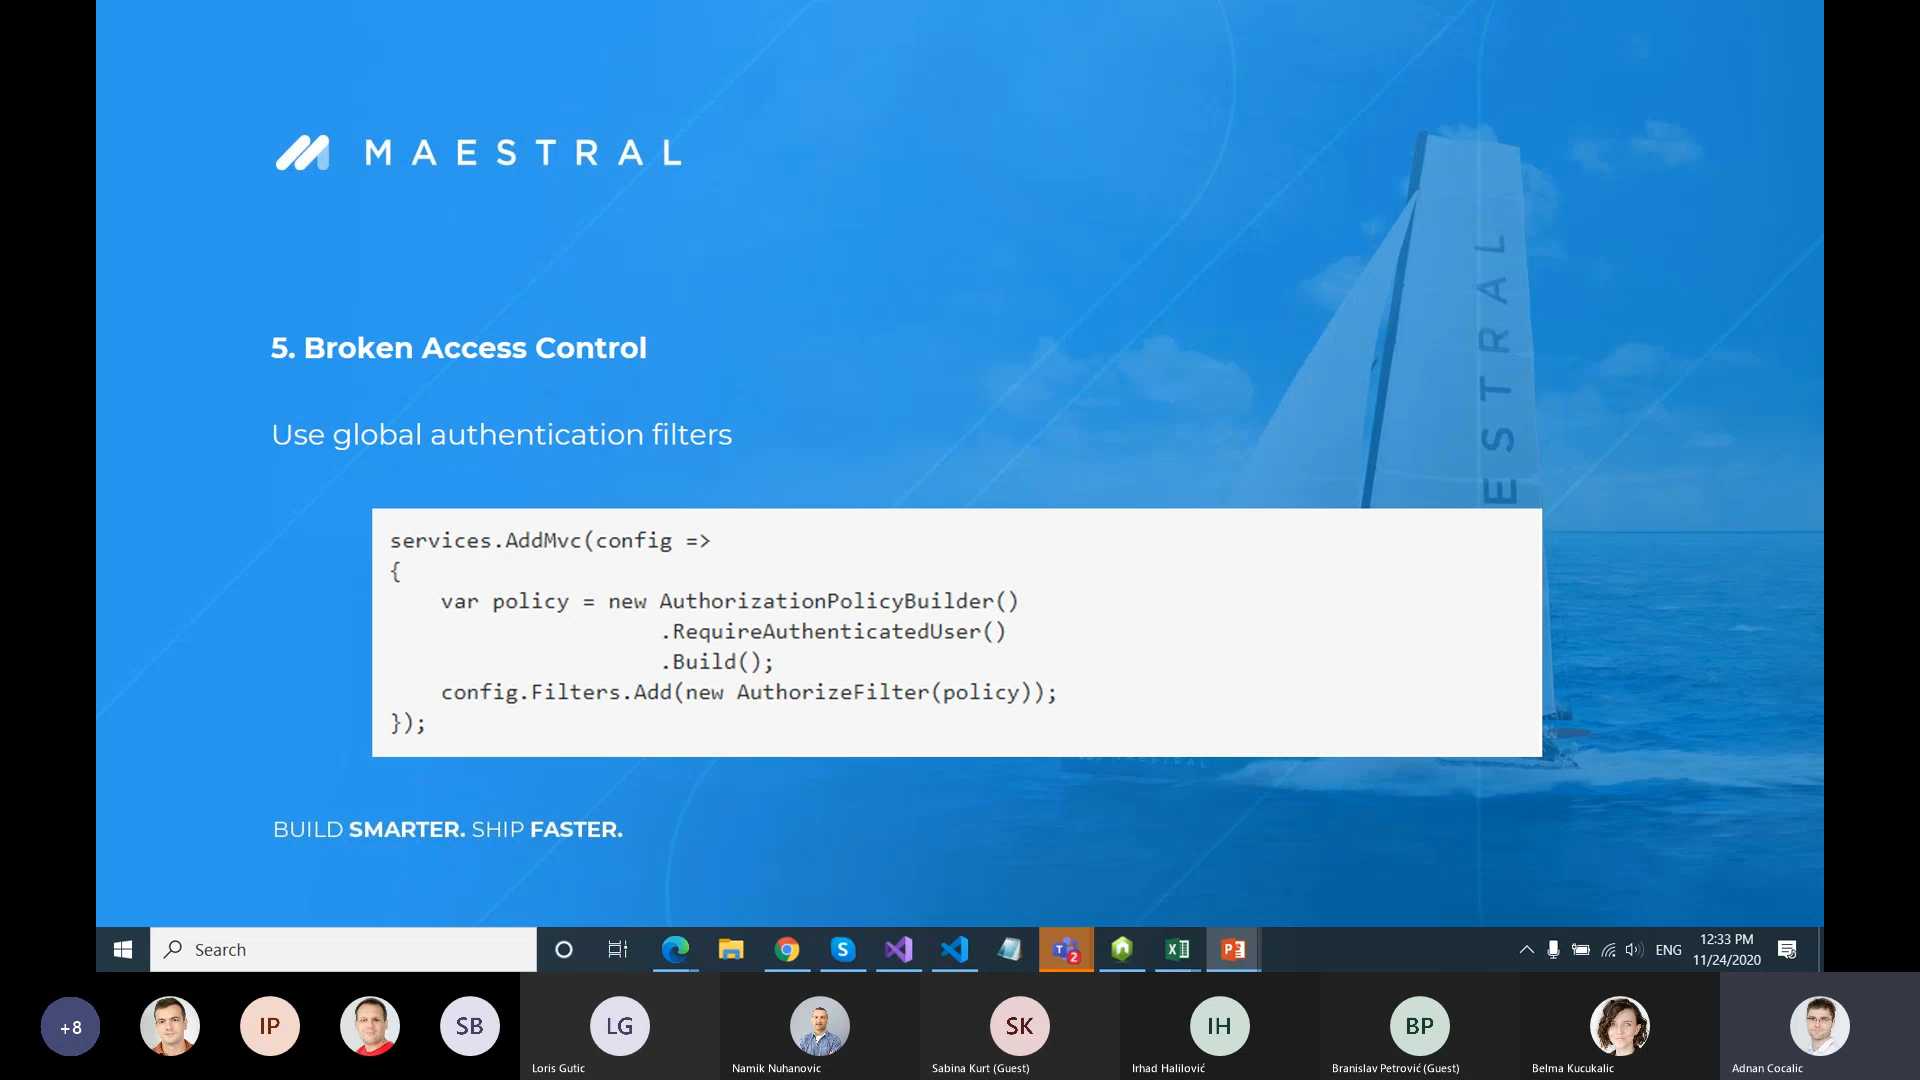 MAESTRAL
MAESTRAL
5. Broken Access Control
Use global authentication filters
services.AddMvc(config =>
{
    var policy = new AuthorizationPolicyBuilder()
                     .RequireAuthenticatedUser()
                     .Build();
    config.Filters.Add(new AuthorizeFilter(policy));
});
MAESTRAL
BUILD SMARTER. SHIP FASTER.
Search
ENG
12:33 PM
11/24/2020
2
+8
IP
SB
LG
SK
IH
BP
Loris Gutic
Namik Nuhanovic
Sabina Kurt (Guest)
Irhad Halilović
Branislav Petrović (Guest)
Belma Kucukalic
Adnan Cocalic